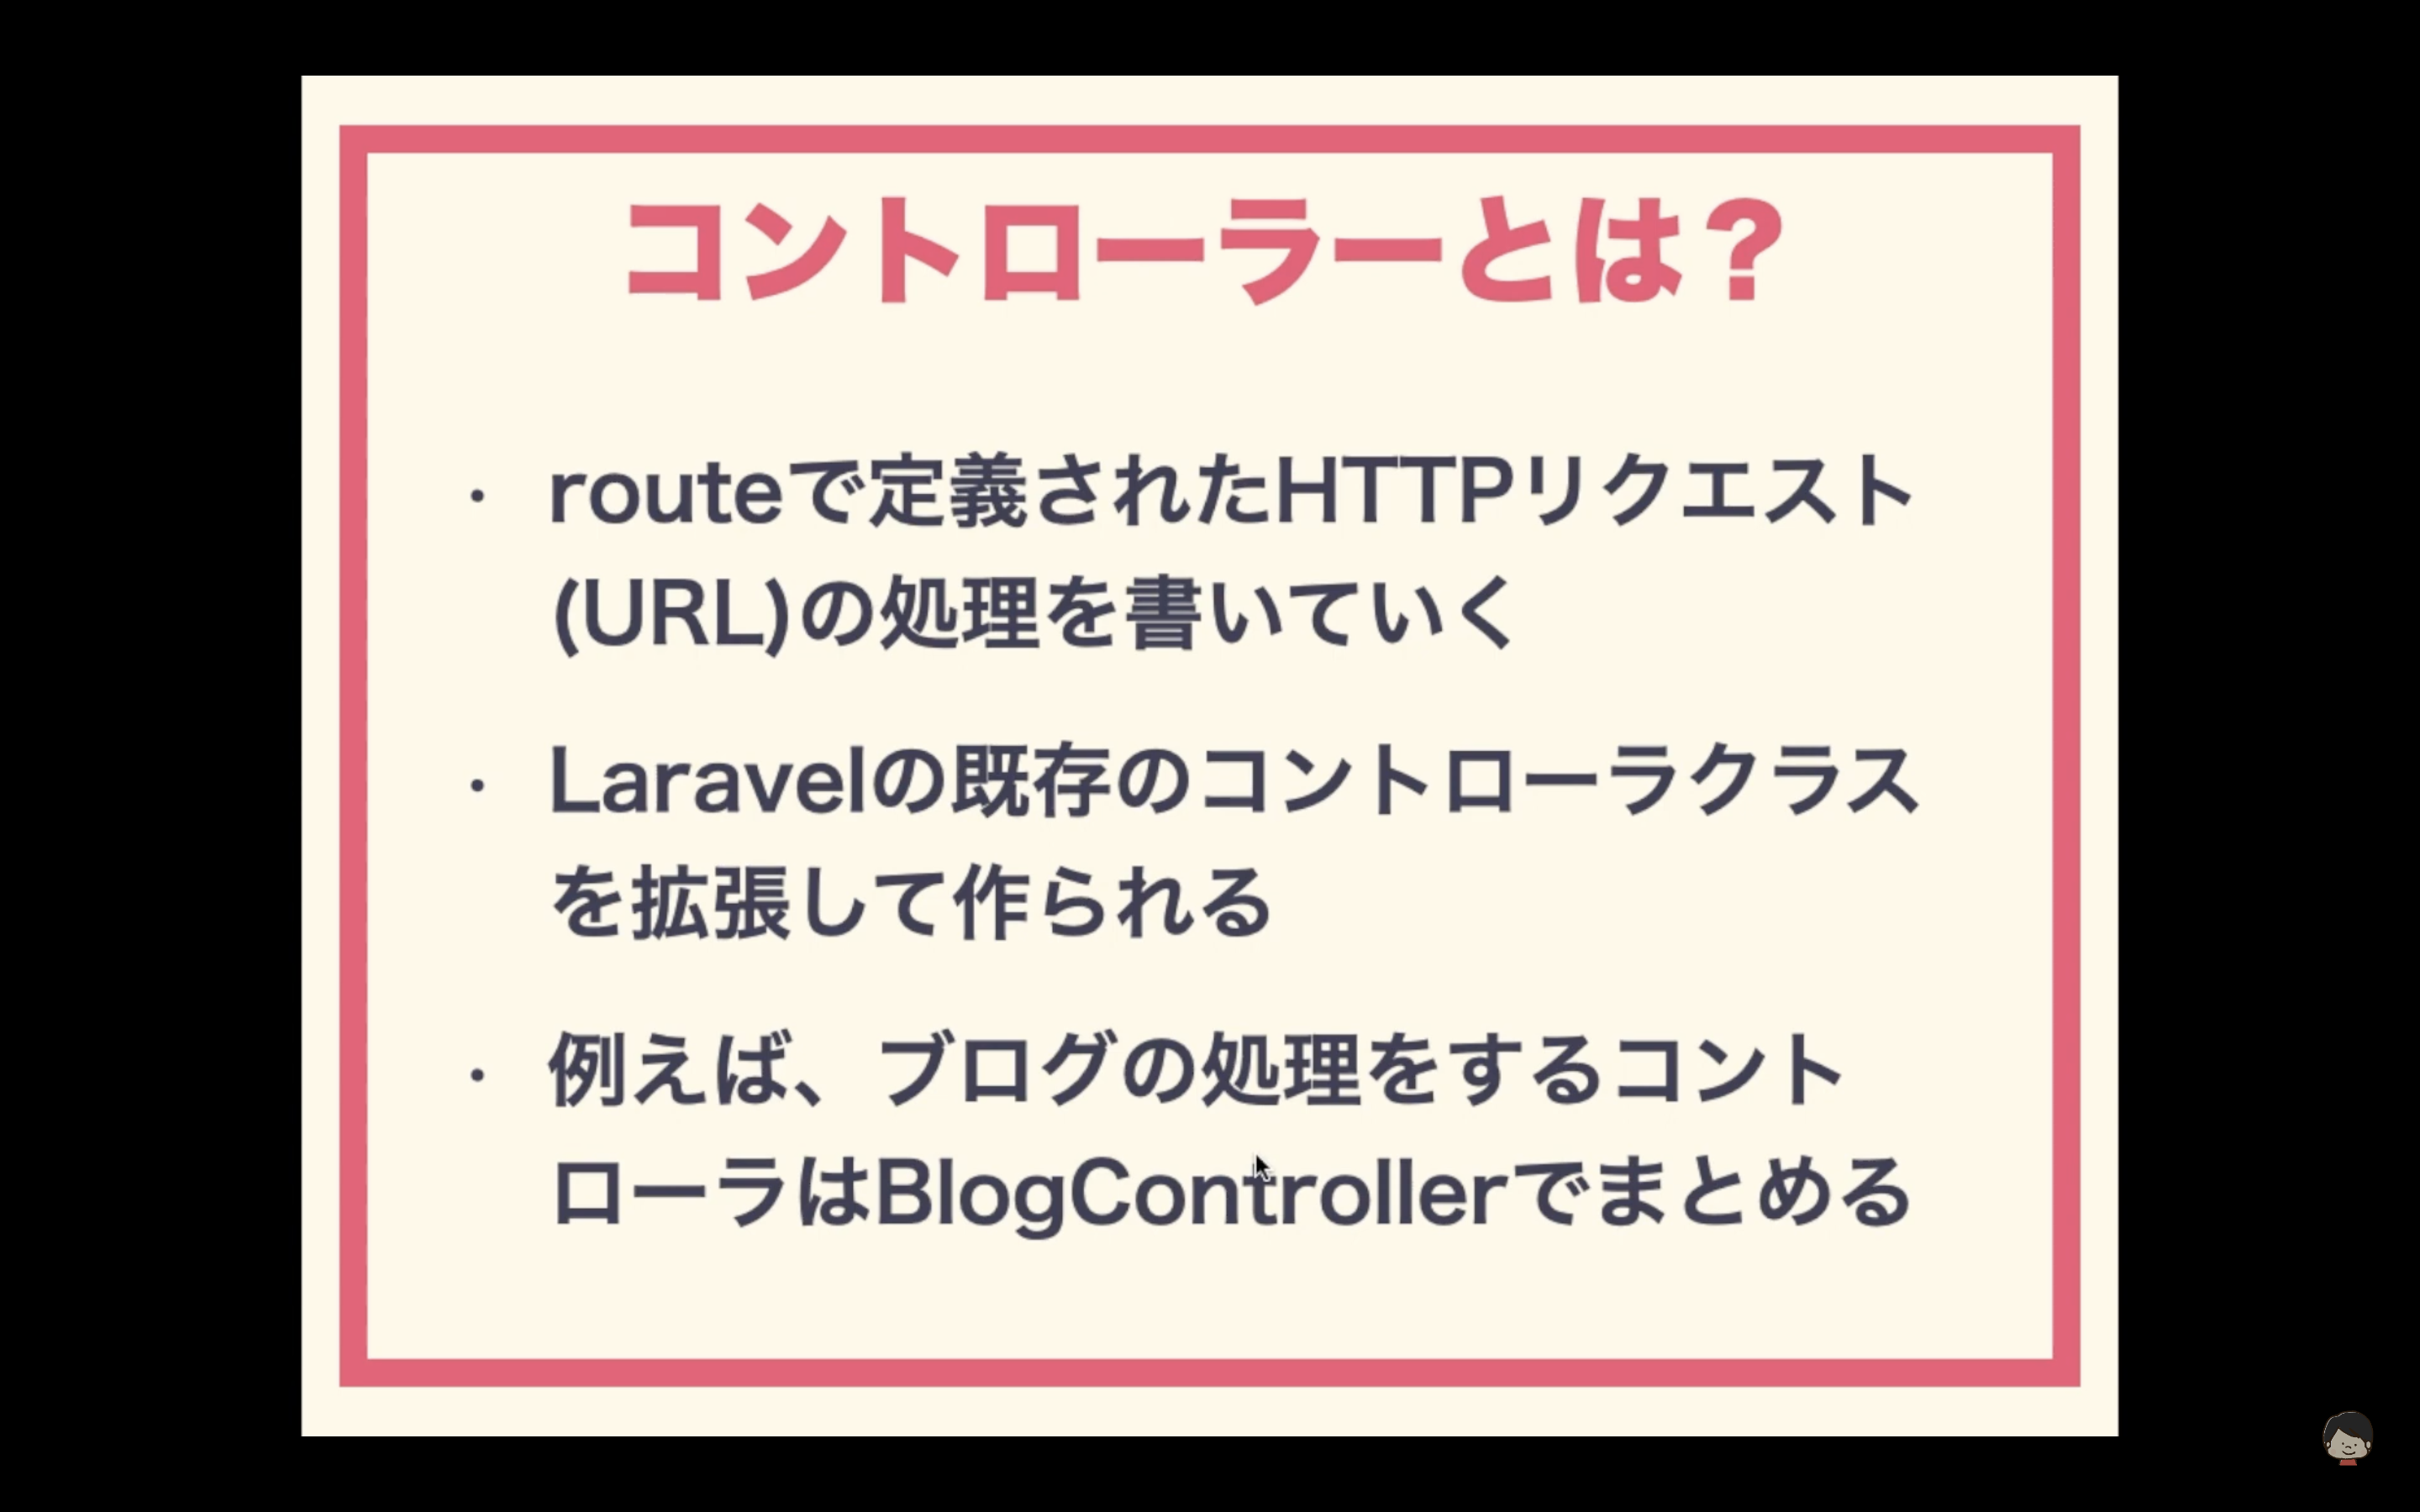 コントローラーとは？
・ routeで定義されたHTTPリクエスト
(URL)の処理を書いていく
・ Laravelの既存のコントローラクラス
を拡張して作られる
・ 例えば、ブログの処理をするコント
ローラはBlogControllerでまとめる